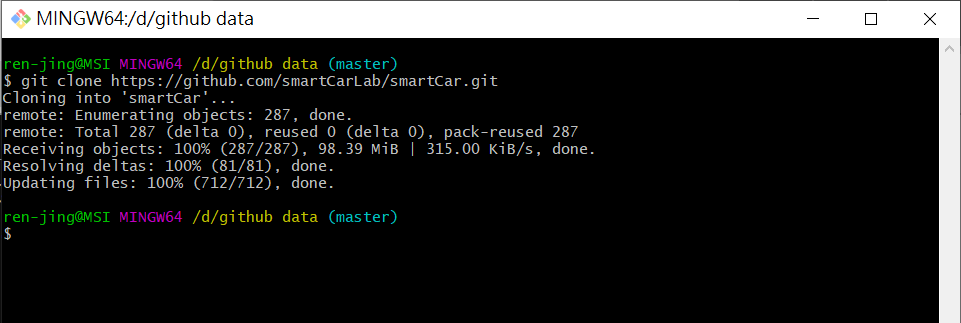 MINGW64:/d/github data
ren-jing@MSI MINGW64 /d/github data (master)
$ git clone https://github.com/smartCarLab/smartCar.git
Cloning into 'smartCar'...
remote: Enumerating objects: 287, done.
remote: Total 287 (delta 0), reused 0 (delta 0), pack-reused 287
Receiving objects: 100% (287/287), 98.39 MiB | 315.00 KiB/s, done.
Resolving deltas: 100% (81/81), done.
Updating files: 100% (712/712), done.
ren-jing@MSI MINGW64 /d/github data (master)
$